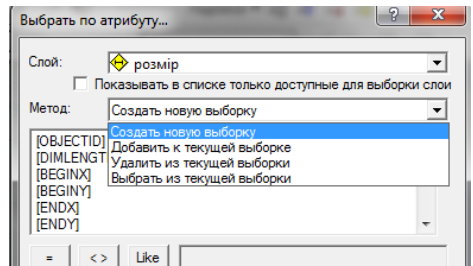 Выбрать по атрибуту...
Слой: розмір
Показывать в списке только доступные для выборки слои
Метод: Создать новую выборку
Создать новую выборку
Добавить к текущей выборке
Удалить из текущей выборки
Выбрать из текущей выборки
[OBJECTID]
[DIMLENGT
[BEGINX]
[BEGINY]
[ENDX]
[ENDY]
= < > Like